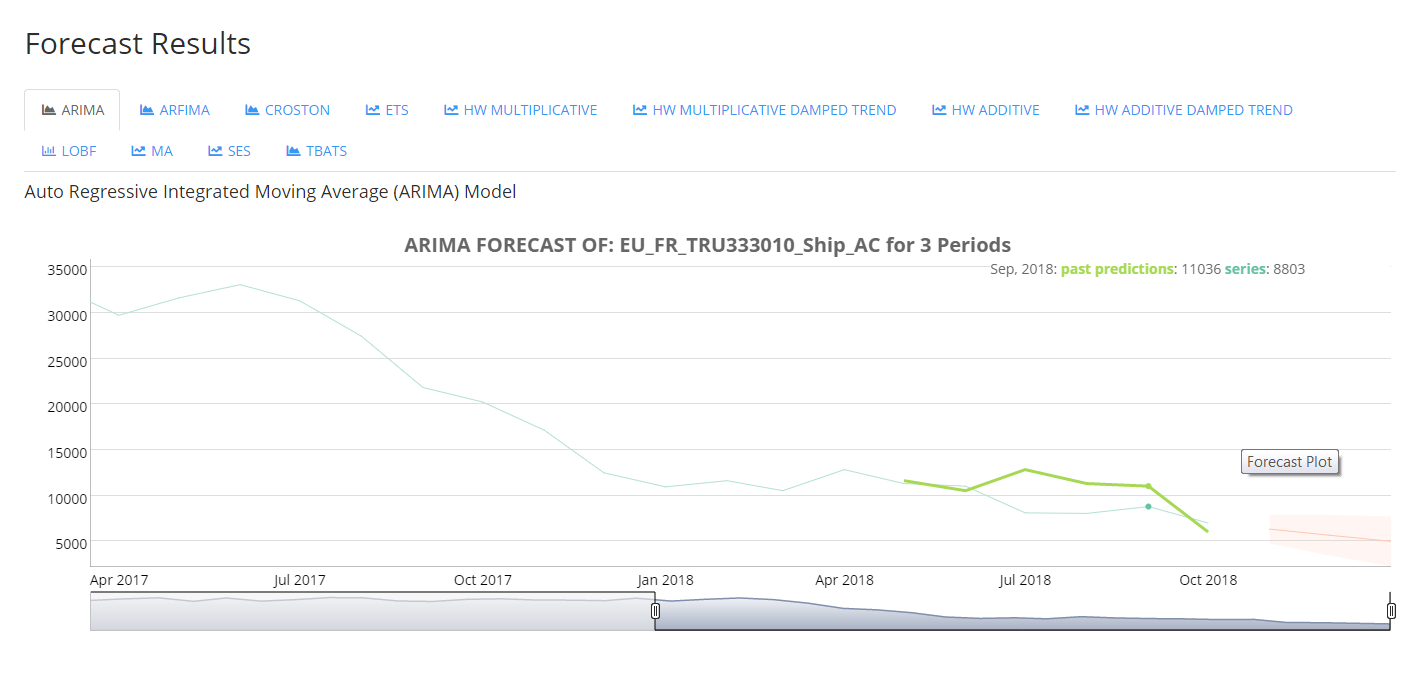 Forecast Results
ARIMA ARFIMA CROSTON ETS HW MULTIPLICATIVE HW MULTIPLICATIVE DAMPED TREND HW ADDITIVE HW ADDITIVE DAMPED TREND
LOBF MA SES TBATS
Auto Regressive Integrated Moving Average (ARIMA) Model
ARIMA FORECAST OF: EU_FR_TRU333010_Ship_AC for 3 Periods
Sep, 2018: past predictions: 11036 series: 8803
35000
30000
25000
20000
15000
Forecast Plot
10000
5000
Apr 2017 Jul 2017 Oct 2017 Jan 2018 Apr 2018 Jul 2018 Oct 2018